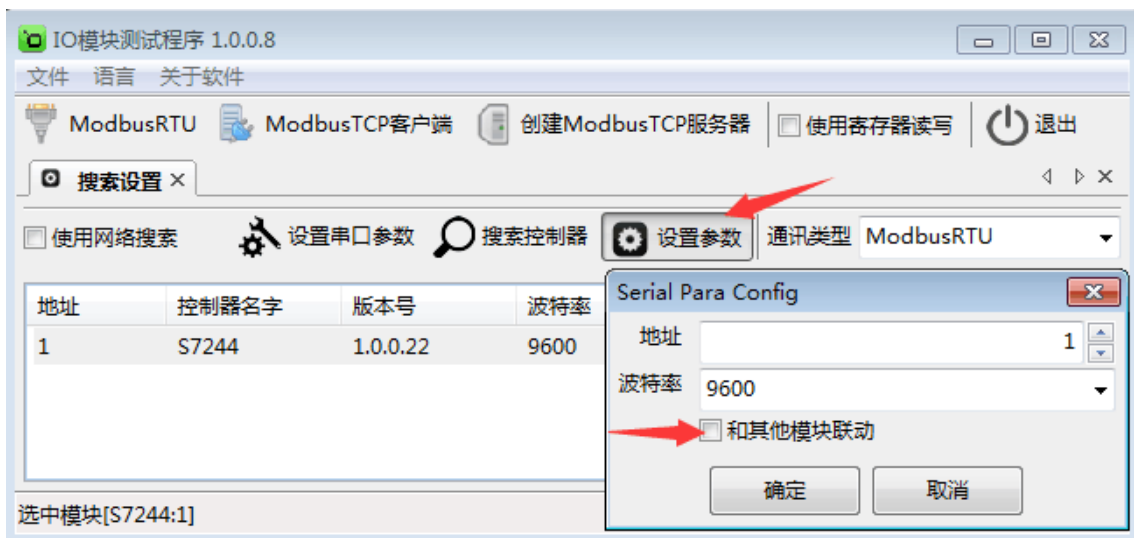 IO模块测试程序 1.0.0.8
文件 语言 关于软件
ModbusRTU ModbusTCP客户端 创建ModbusTCP服务器 使用寄存器读写 退出
搜索设置
使用网络搜索 设置串口参数 搜索控制器 设置参数 通讯类型 ModbusRTU
地址 控制器名字 版本号 波特率
1 S7244 1.0.0.22 9600
Serial Para Config
地址 1
波特率 9600
和其他模块联动
确定 取消
选中模块[S7244:1]